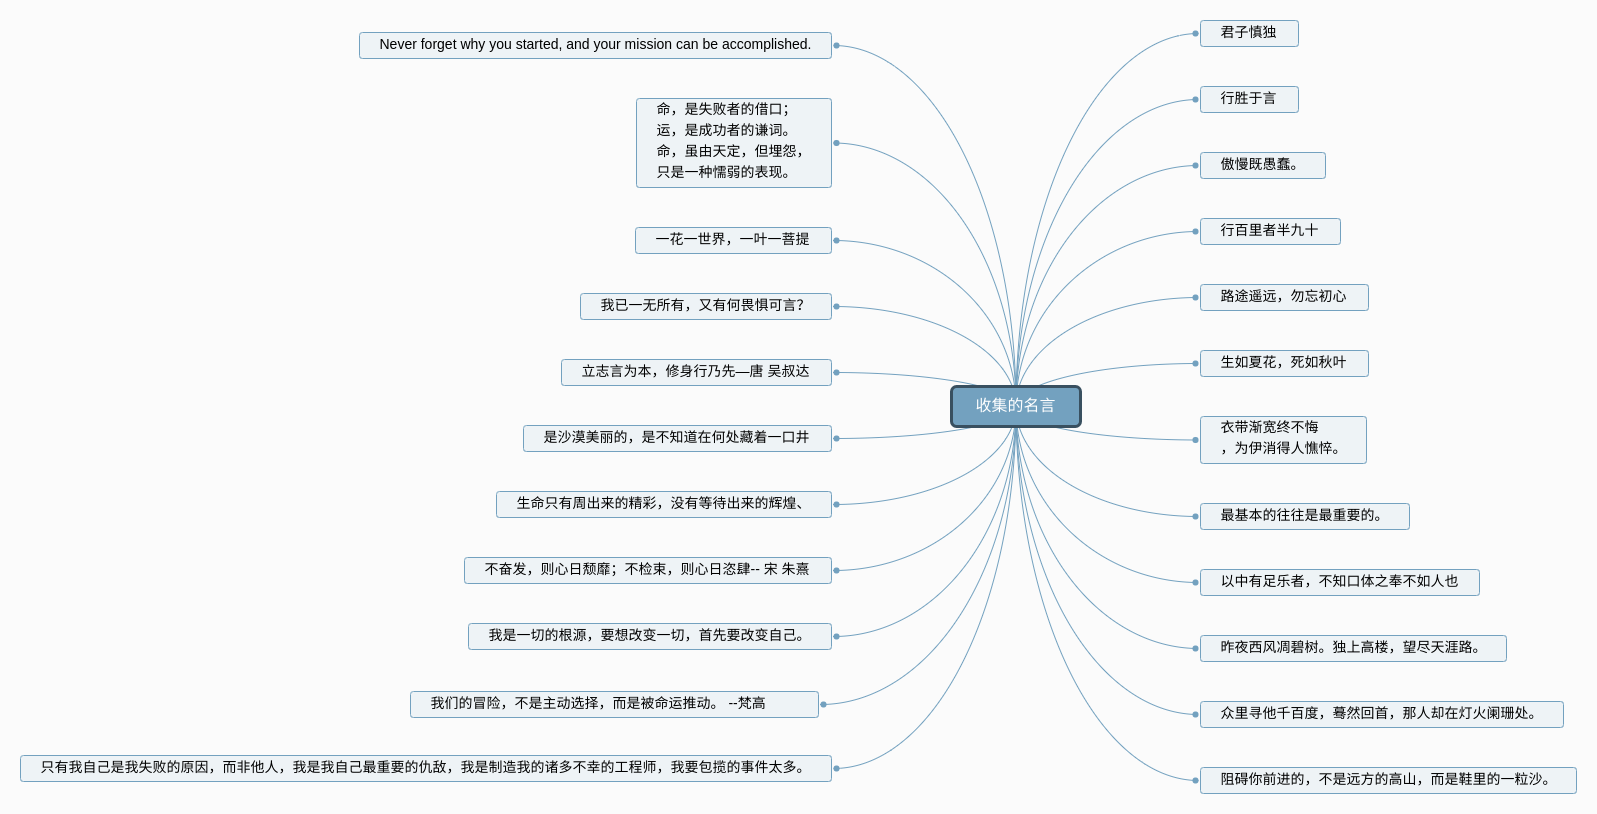 Never forget why you started, and your mission can be accomplished.
命，是失败者的借口；
运，是成功者的谦词。
命，虽由天定，但埋怨，
只是一种懦弱的表现。
一花一世界，一叶一菩提
我已一无所有，又有何畏惧可言？
立志言为本，修身行乃先—唐 吴叔达
是沙漠美丽的，是不知道在何处藏着一口井
生命只有周出来的精彩，没有等待出来的辉煌、
不奋发，则心日颓靡；不检束，则心日恣肆-- 宋 朱熹
我是一切的根源，要想改变一切，首先要改变自己。
我们的冒险，不是主动选择，而是被命运推动。 --梵高
只有我自己是我失败的原因，而非他人，我是我自己最重要的仇敌，我是制造我的诸多不幸的工程师，我要包揽的事件太多。
收集的名言
君子慎独
行胜于言
傲慢既愚蠢。
行百里者半九十
路途遥远，勿忘初心
生如夏花，死如秋叶
衣带渐宽终不悔
，为伊消得人憔悴。
最基本的往往是最重要的。
以中有足乐者，不知口体之奉不如人也
昨夜西风凋碧树。独上高楼，望尽天涯路。
众里寻他千百度，蓦然回首，那人却在灯火阑珊处。
阻碍你前进的，不是远方的高山，而是鞋里的一粒沙。